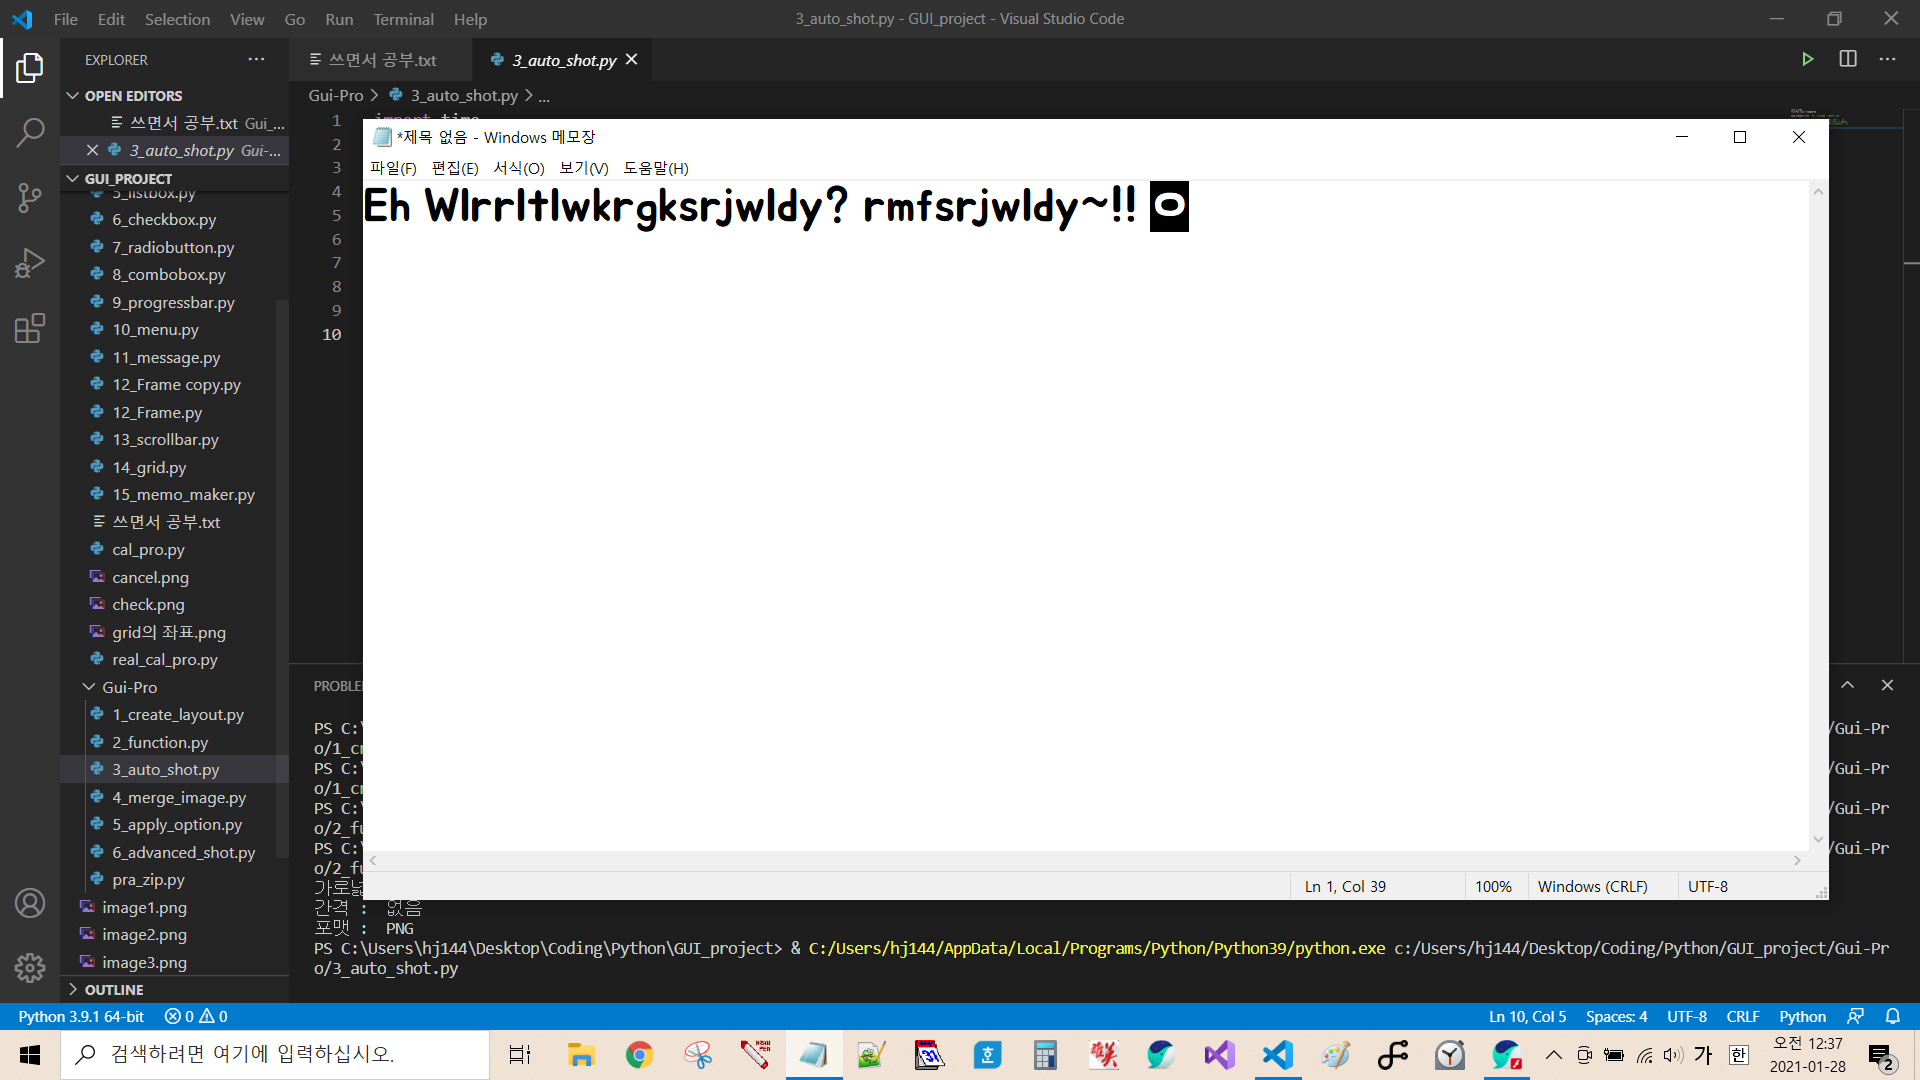 File Edit Selection View Go Run Terminal Help
3_auto_shot.py - GUI_project - Visual Studio Code
EXPLORER
쓰면서 공부.txt
3_auto_shot.py
OPEN EDITORS
쓰면서 공부.txt Gui_...
3_auto_shot.py Gui-...
Gui-Pro > 3_auto_shot.py > ...
GUI_PROJECT
5_listbox.py
6_checkbox.py
7_radiobutton.py
8_combobox.py
9_progressbar.py
10_menu.py
11_message.py
12_Frame copy.py
12_Frame.py
13_scrollbar.py
14_grid.py
15_memo_maker.py
쓰면서 공부.txt
cal_pro.py
cancel.png
check.png
grid의 좌표.png
real_cal_pro.py
Gui-Pro
1_create_layout.py
2_function.py
3_auto_shot.py
4_merge_image.py
5_apply_option.py
6_advanced_shot.py
pra_zip.py
image1.png
image2.png
image3.png
OUTLINE
1 import time
2
3
4
5
6
7
8
9
10
*제목 없음 - Windows 메모장
파일(F) 편집(E) 서식(O) 보기(V) 도움말(H)
Eh Wlrrltlwkrgksrjwldy? rmfsrjwldy~!! o
Ln 1, Col 39 100% Windows (CRLF) UTF-8
PROBLE
PS C:\ /Gui-Pr
o/1_cr
PS C:\ /Gui-Pr
o/1_cr
PS C:\ /Gui-Pr
o/2_fu
PS C:\ /Gui-Pr
o/2_fu
가로넓
간격 : 없음
포맷 : PNG
PS C:\Users\hj144\Desktop\Coding\Python\GUI_project> & C:/Users/hj144/AppData/Local/Programs/Python/Python39/python.exe c:/Users/hj144/Desktop/Coding/Python/GUI_project/Gui-Pr
o/3_auto_shot.py
Python 3.9.1 64-bit 0 0 Ln 10, Col 5 Spaces: 4 UTF-8 CRLF Python
검색하려면 여기에 입력하십시오.
가 한
오전 12:37
2021-01-28
2